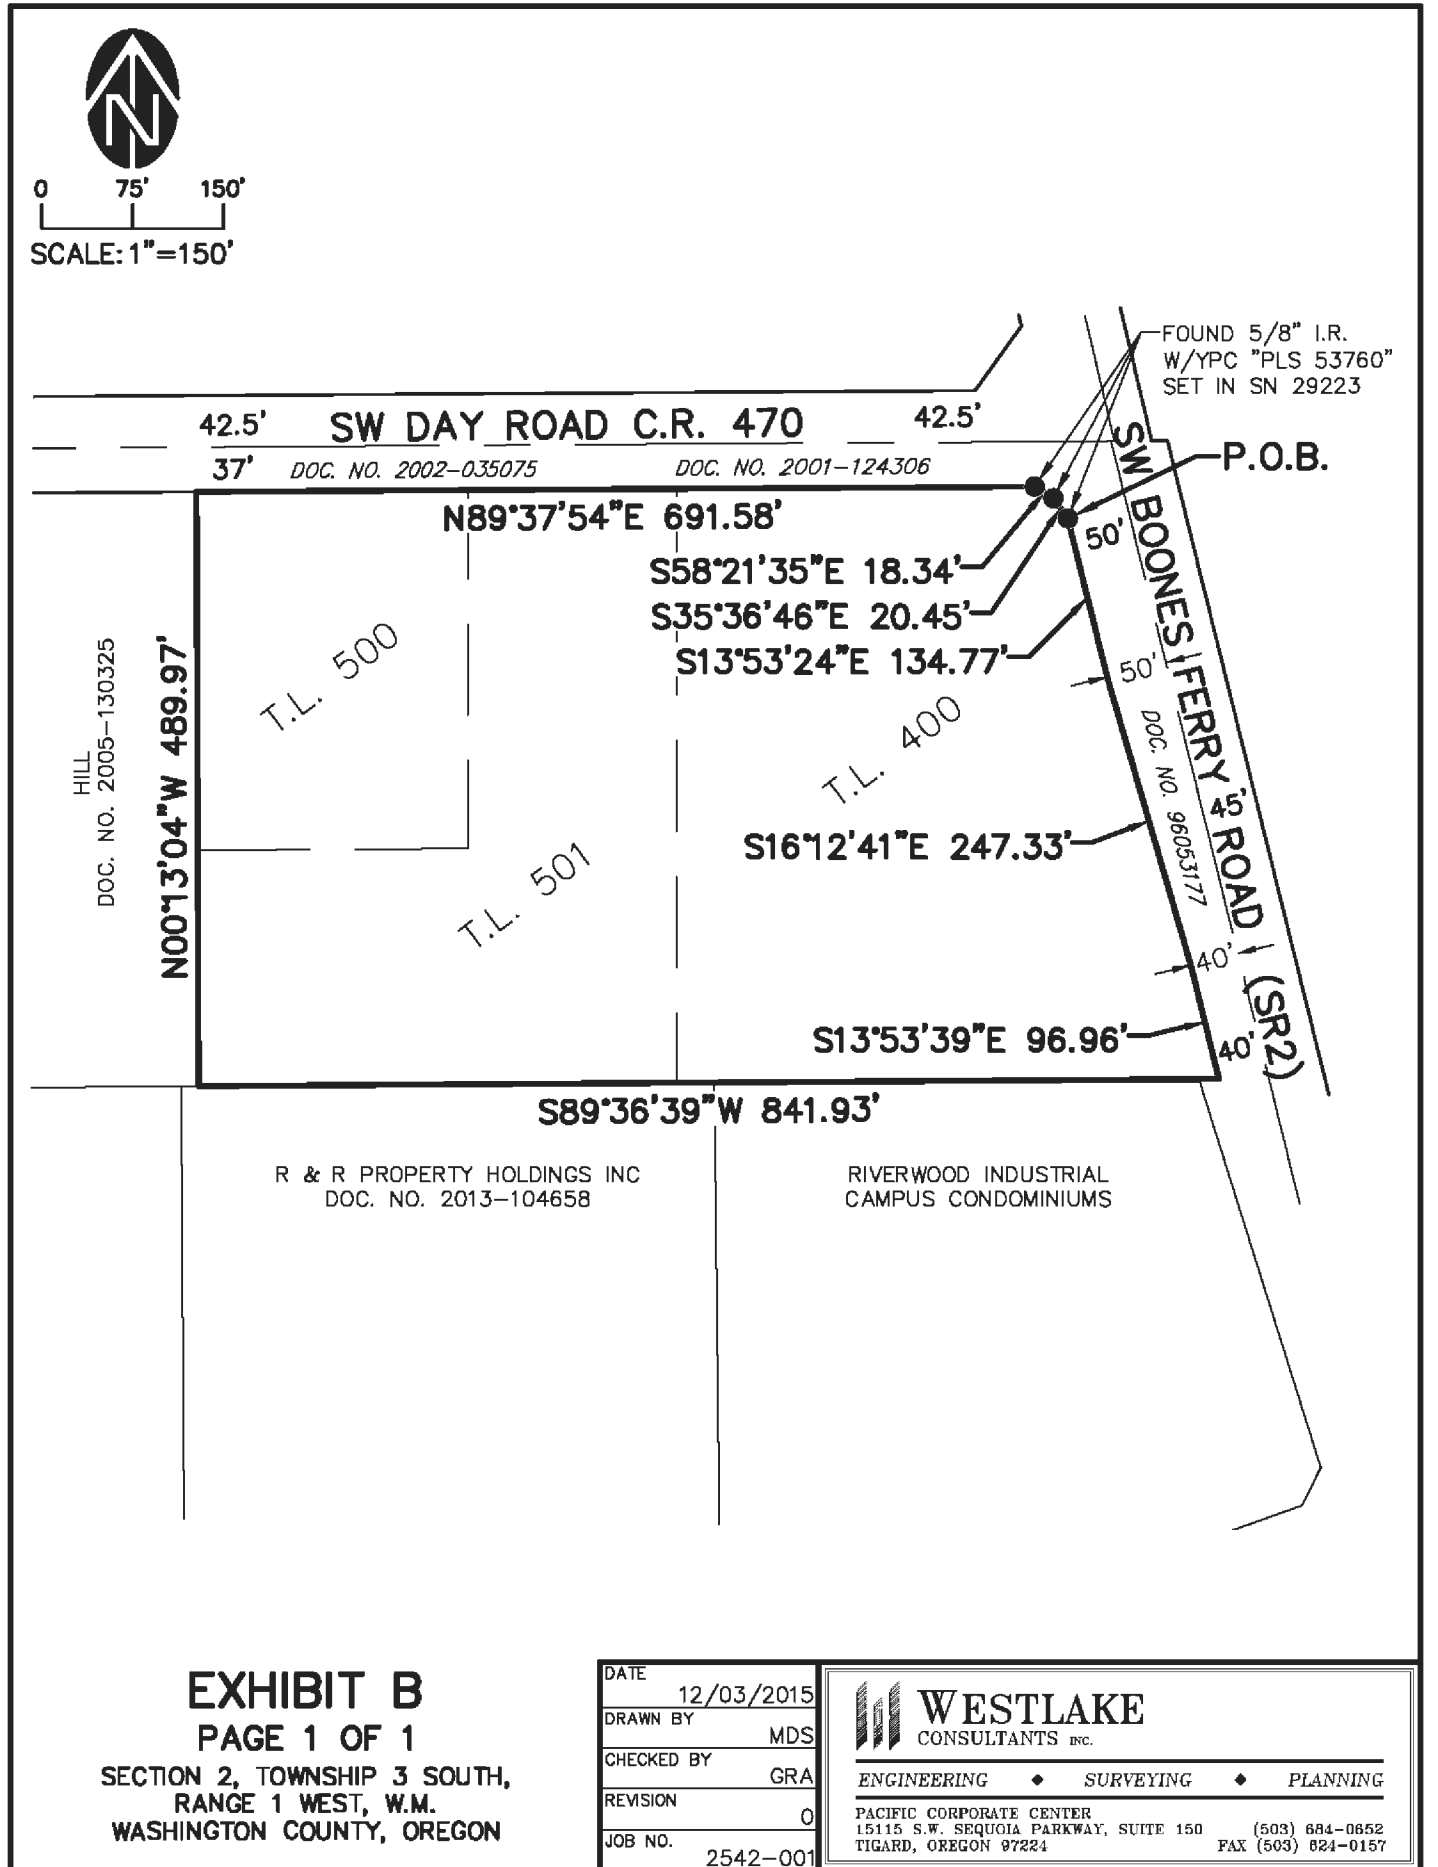 N
0 75' 150'
SCALE: 1"=150'
FOUND 5/8" I.R.
W/YPC "PLS 53760"
SET IN SN 29223
42.5' SW DAY ROAD C.R. 470 42.5'
37' DOC. NO. 2002-035075 DOC. NO. 2001-124306
P.O.B.
N89°37'54"E 691.58'
50'
S58°21'35"E 18.34'
S35°36'46"E 20.45'
S13°53'24"E 134.77'
50'
SW BOONES FERRY ROAD (SR2)
DOC. NO. 96053177
45'
T.L. 500
T.L. 400
T.L. 501
HILL
DOC. NO. 2005-130325
N00°13'04"W 489.97'
S16°12'41"E 247.33'
40'
S13°53'39"E 96.96'
40'
S89°36'39"W 841.93'
R & R PROPERTY HOLDINGS INC
DOC. NO. 2013-104658
RIVERWOOD INDUSTRIAL
CAMPUS CONDOMINIUMS
EXHIBIT B
PAGE 1 OF 1
SECTION 2, TOWNSHIP 3 SOUTH,
RANGE 1 WEST, W.M.
WASHINGTON COUNTY, OREGON
DATE
12/03/2015
DRAWN BY
MDS
CHECKED BY
GRA
REVISION
0
JOB NO.
2542-001
WESTLAKE
CONSULTANTS INC.
ENGINEERING ◆ SURVEYING ◆ PLANNING
PACIFIC CORPORATE CENTER
15115 S.W. SEQUOIA PARKWAY, SUITE 150 (503) 684-0652
TIGARD, OREGON 97224 FAX (503) 624-0157